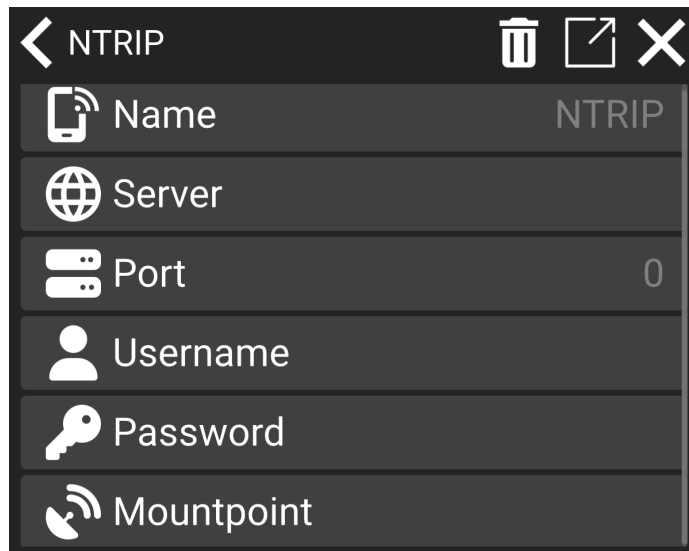 NTRIP
Name NTRIP
Server
Port 0
Username
Password
Mountpoint